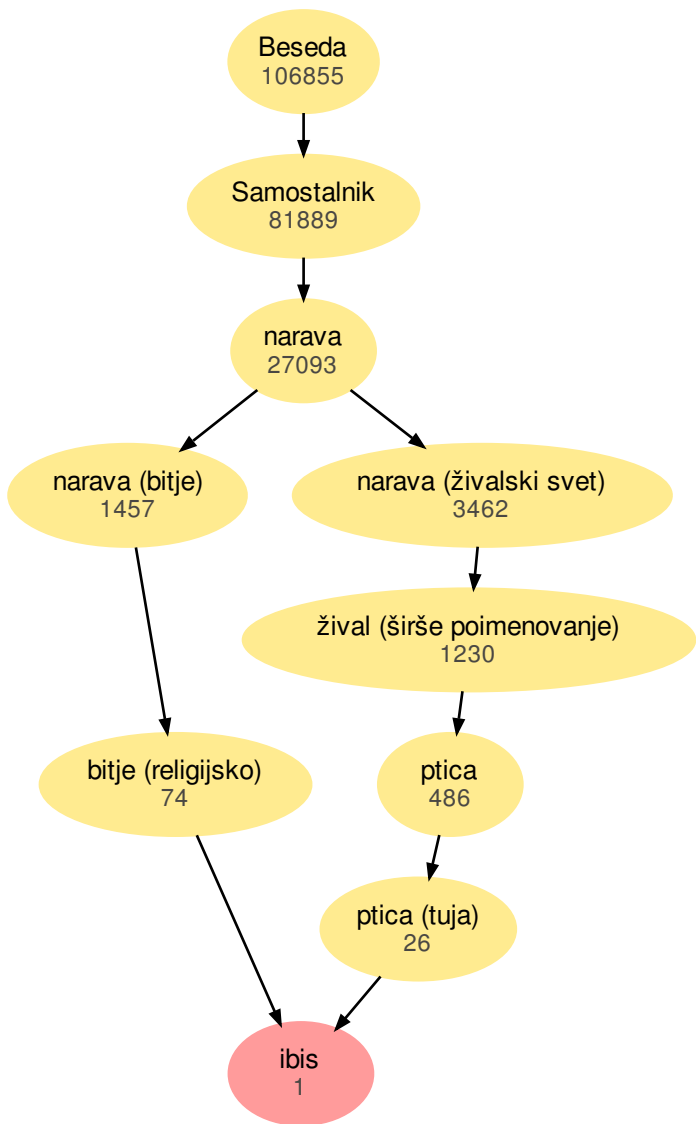 Beseda
106855
Samostalnik
81889
narava
27093
narava (bitje)
1457
narava (živalski svet)
3462
žival (širše poimenovanje)
1230
bitje (religijsko)
74
ptica
486
ptica (tuja)
26
ibis
1